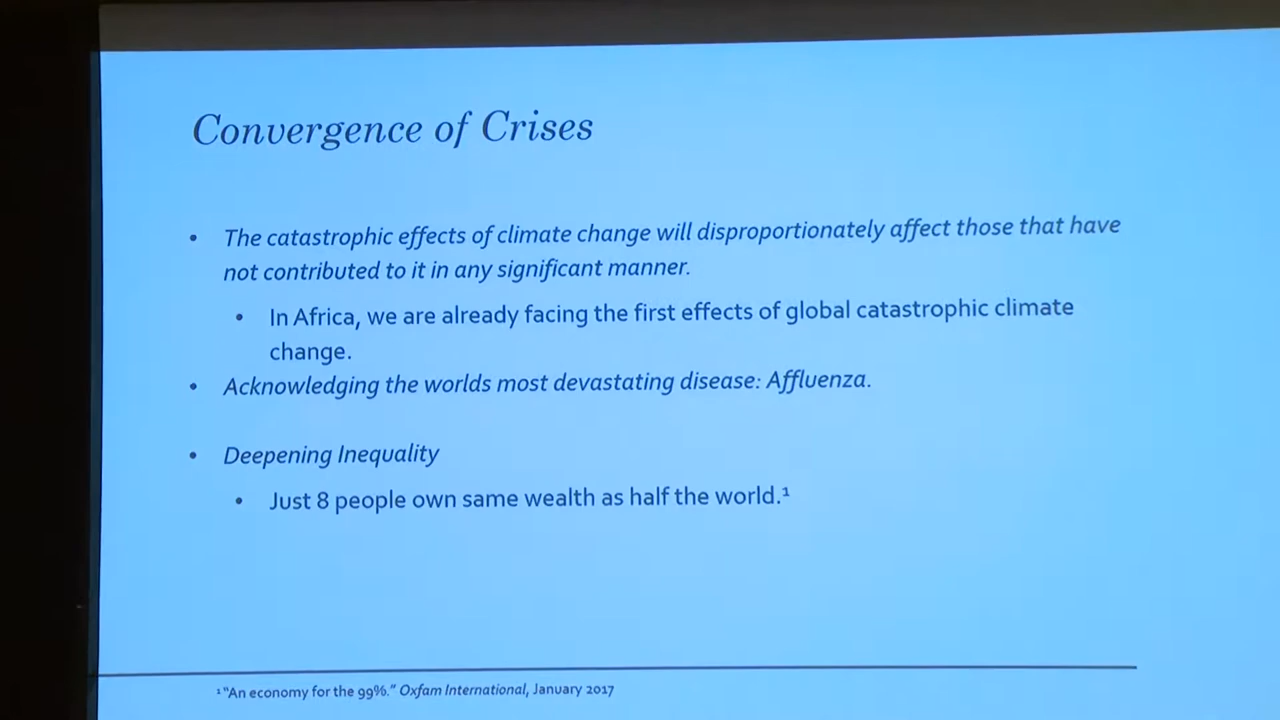 Convergence of Crises
• The catastrophic effects of climate change will disproportionately affect those that have
not contributed to it in any significant manner.
• In Africa, we are already facing the first effects of global catastrophic climate
change.
• Acknowledging the worlds most devastating disease: Affluenza.
• Deepening Inequality
• Just 8 people own same wealth as half the world.¹
¹ "An economy for the 99%." Oxfam International, January 2017